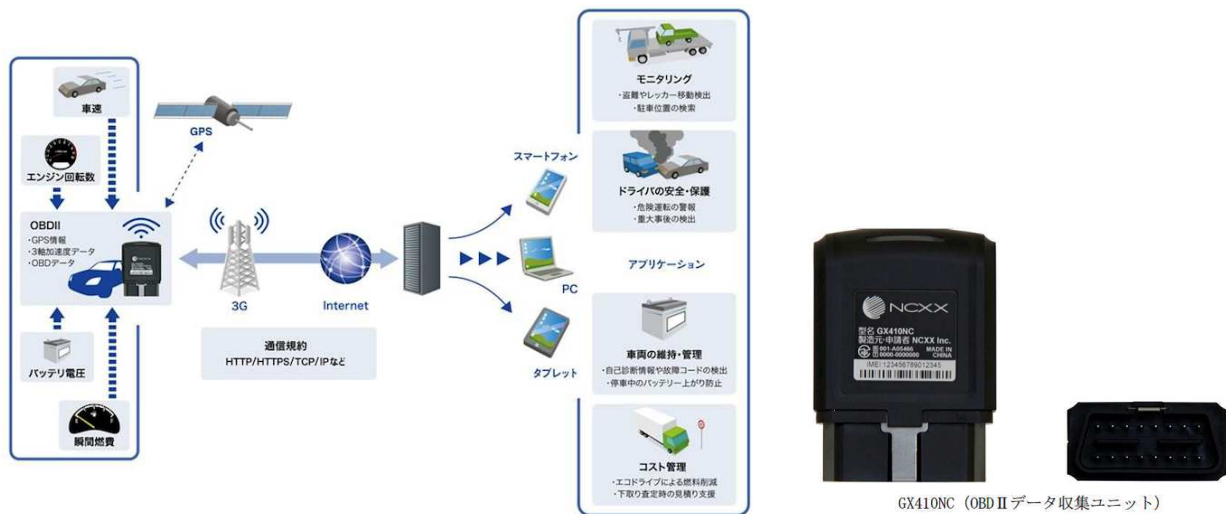 車速
エンジン回転数
OBDII
・GPS情報
・3軸加速度データ
・OBDデータ
バッテリ電圧
瞬間燃費
GPS
3G
Internet
通信規約
HTTP/HTTPS/TCP/IPなど
スマートフォン
PC
タブレット
アプリケーション
モニタリング
・盗難やレッカー移動検出
・駐車位置の検索
ドライバの安全・保護
・危険運転の警報
・重大事後の検出
車両の維持・管理
・自己診断情報や故障コードの検出
・停車中のバッテリー上がり防止
コスト管理
・エコドライブによる燃料削減
・下取り査定時の見積り支援
NCXX
型名 GX410NC
製造元・申請者 NCXX Inc.
001-A05466 MADE IN
0000-0000000 CHINA
IMEI: 123456789012345
GX410NC（OBDⅡデータ収集ユニット）